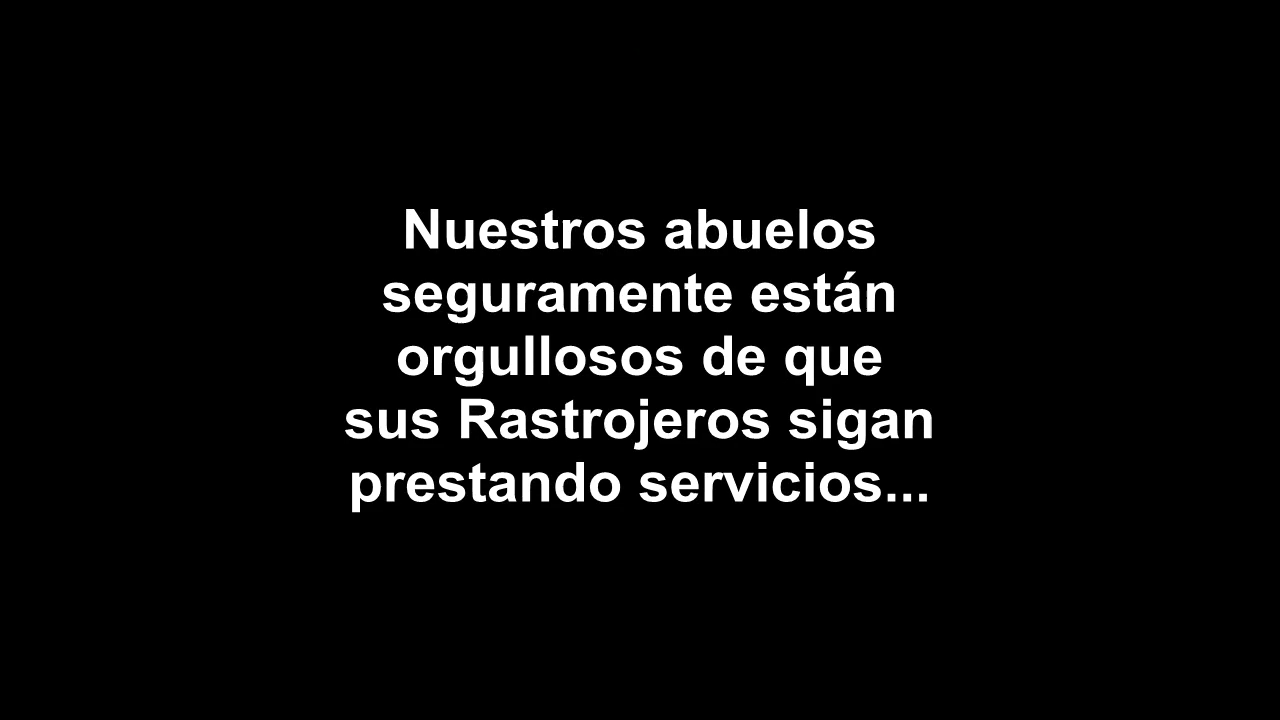 Nuestros abuelos
seguramente están
orgullosos de que
sus Rastrojeros sigan
prestando servicios...